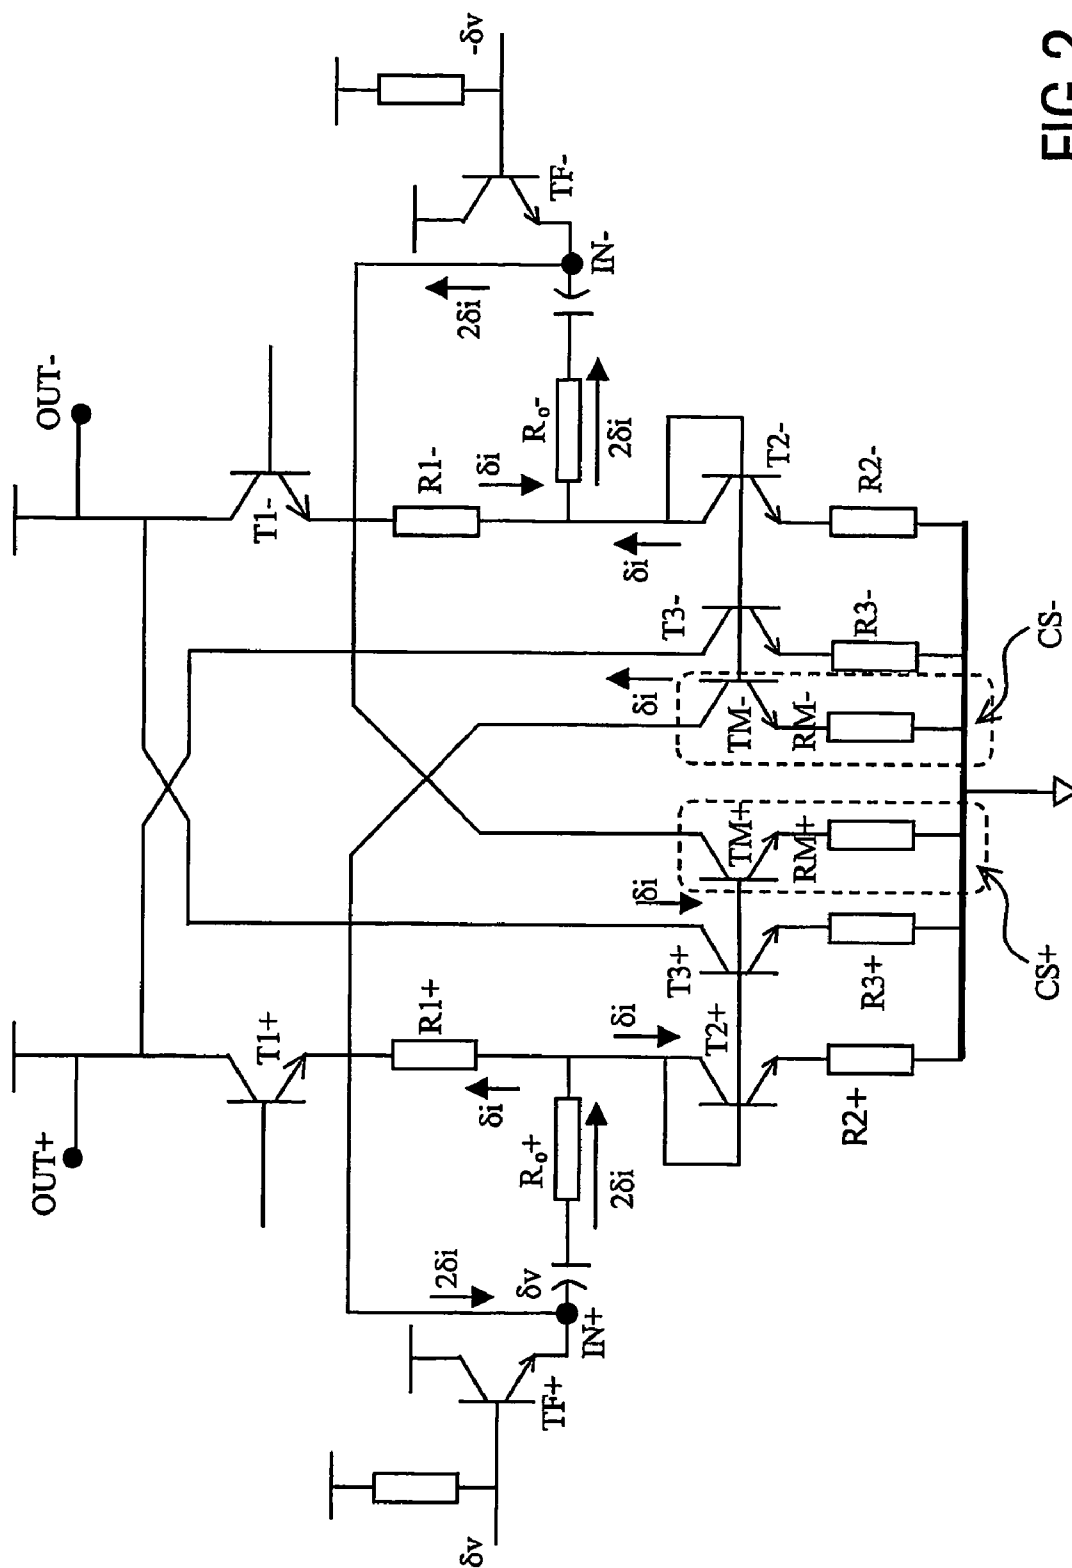 OUT+
OUT-
T1+
T1-
-δv
δv
TF+
TF-
IN+
IN-
2δi
2δi
δv
R₀+
R₀-
2δi
2δi
R1+
R1-
δi
δi
δi
δi
T2+
T2-
T3+
T3-
δi
δi
TM+
TM-
RM+
RM-
R2+
R3+
R3-
R2-
CS+
CS-
FIG. 2